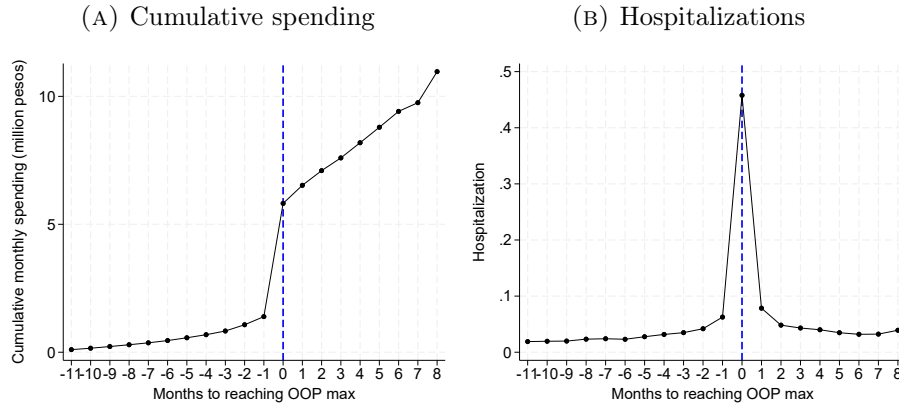 (A) Cumulative spending
Cumulative monthly spending (million pesos)
10
5
0
-11-10-9 -8 -7 -6 -5 -4 -3 -2 -1 0 1 2 3 4 5 6 7 8
Months to reaching OOP max
(B) Hospitalizations
Hospitalization
.5
.4
.3
.2
.1
0
-11-10-9 -8 -7 -6 -5 -4 -3 -2 -1 0 1 2 3 4 5 6 7 8
Months to reaching OOP max